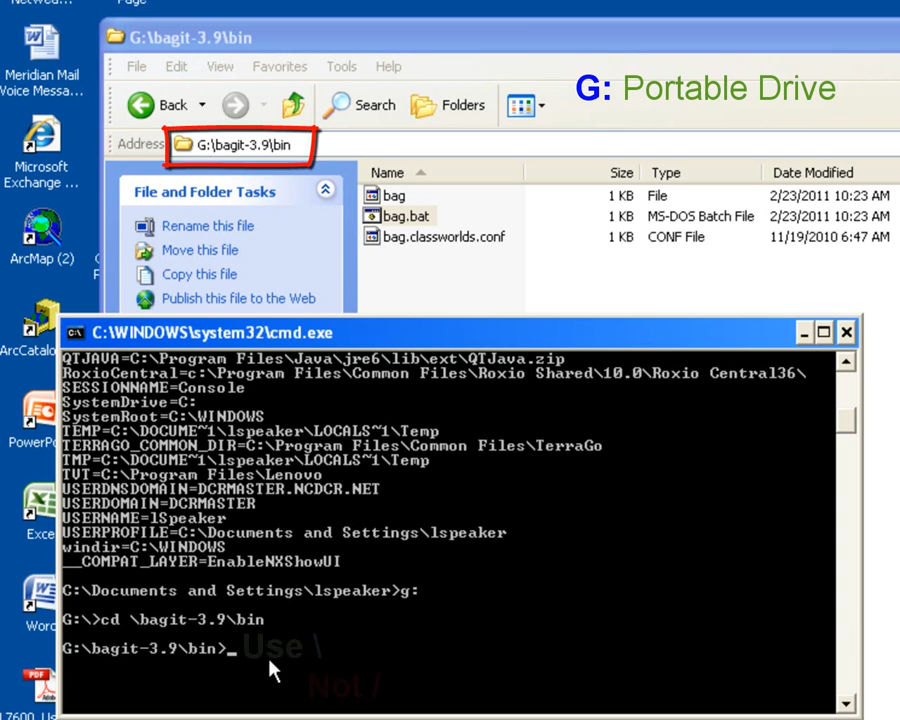 Netwo...
Page
G:\bagit-3.9\bin
File Edit View Favorites Tools Help
G: Portable Drive
Back Search Folders
Address G:\bagit-3.9\bin
Meridian Mail
Voice Messa...
Microsoft
Exchange ...
ArcMap (2)
ArcCatalo
PowerPo
Exce
Word
PDF
L7600_Us
File and Folder Tasks
Rename this file
Move this file
Copy this file
Publish this file to the Web
Name Size Type Date Modified
bag 1 KB File 2/23/2011 10:23 AM
bag.bat 1 KB MS-DOS Batch File 2/23/2011 10:23 AM
bag.classworlds.conf 1 KB CONF File 11/19/2010 6:47 AM
C:\WINDOWS\system32\cmd.exe
QTJAVA=C:\Program Files\Java\jre6\lib\ext\QTJava.zip
RoxioCentral=c:\Program Files\Common Files\Roxio Shared\10.0\Roxio Central36\
SESSIONNAME=Console
SystemDrive=C:
SystemRoot=C:\WINDOWS
TEMP=C:\DOCUME~1\lspeaker\LOCALS~1\Temp
TERRAGO_COMMON_DIR=C:\Program Files\Common Files\TerraGo
TMP=C:\DOCUME~1\lspeaker\LOCALS~1\Temp
TVT=C:\Program Files\Lenovo
USERDNSDOMAIN=DCRMASTER.NCDCR.NET
USERDOMAIN=DCRMASTER
USERNAME=lSpeaker
USERPROFILE=C:\Documents and Settings\lspeaker
windir=C:\WINDOWS
__COMPAT_LAYER=EnableNXShowUI
C:\Documents and Settings\lspeaker>g:
G:\>cd \bagit-3.9\bin
G:\bagit-3.9\bin>_
Use \
Not /